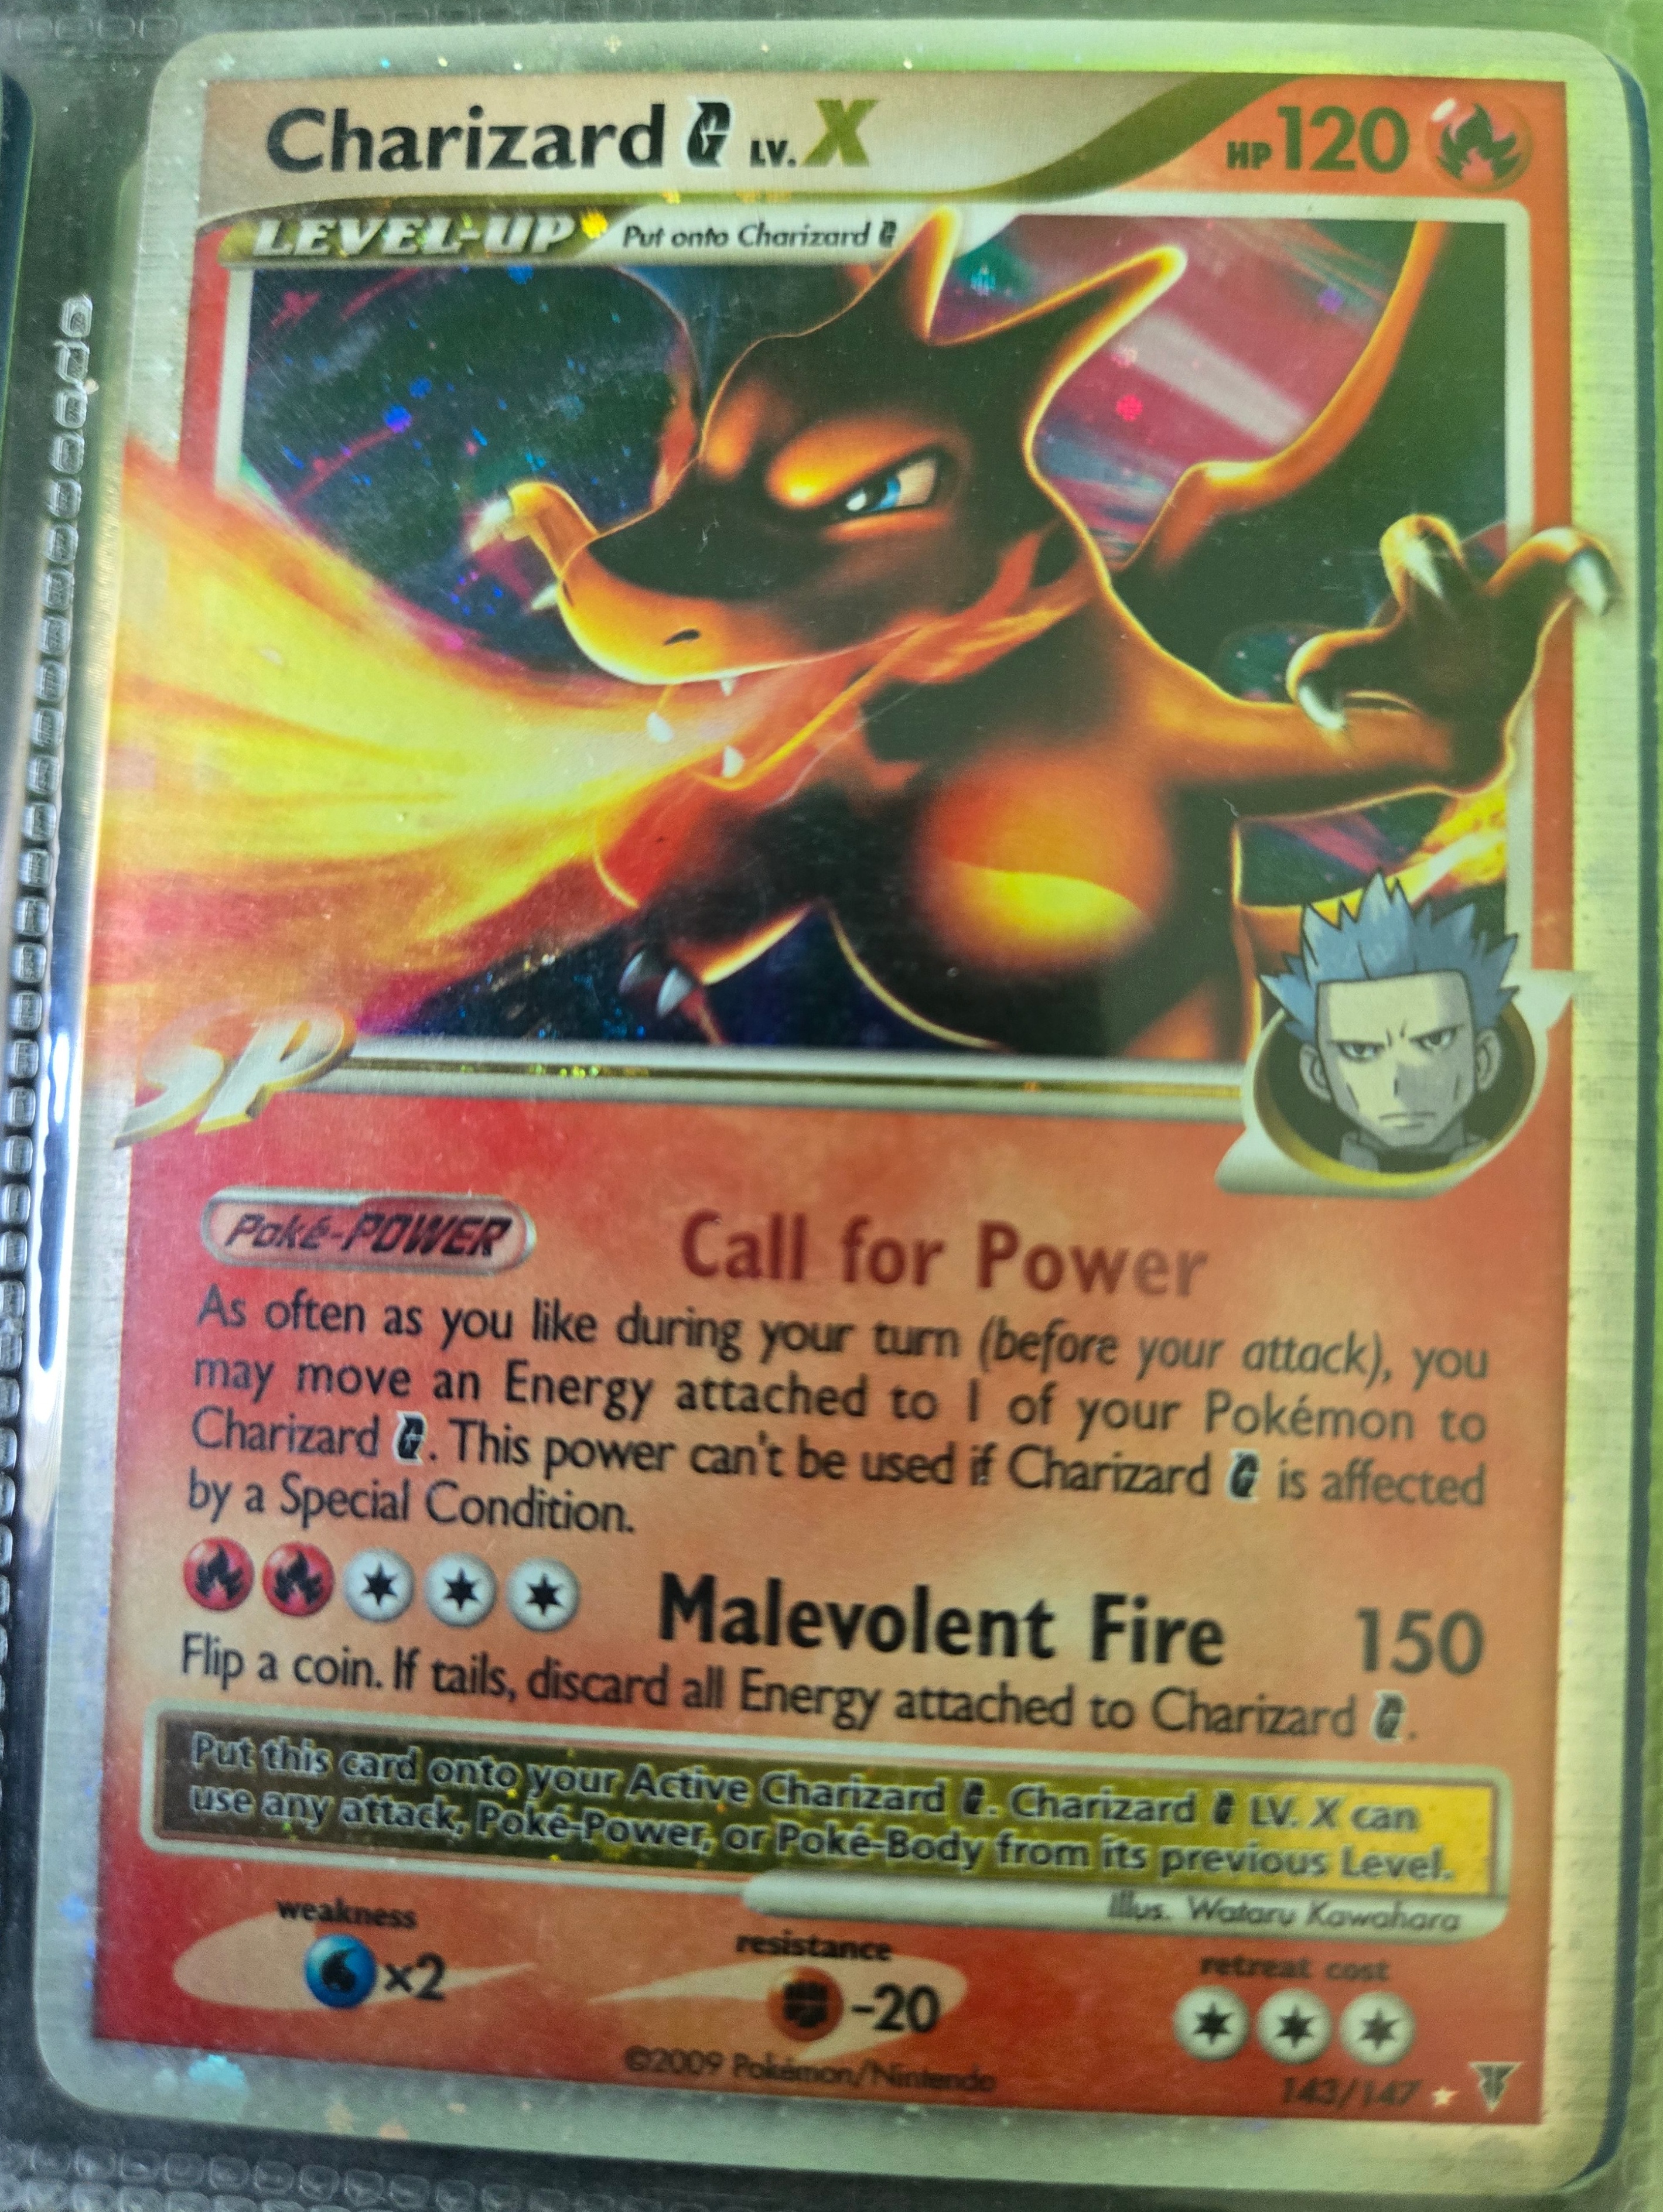 Charizard G LV.X HP 120
LEVEL-UP Put onto Charizard G
SP
Poké-POWER Call for Power
As often as you like during your turn (before your attack), you
may move an Energy attached to 1 of your Pokémon to
Charizard G. This power can't be used if Charizard G is affected
by a Special Condition.
Malevolent Fire 150
Flip a coin. If tails, discard all Energy attached to Charizard G.
Put this card onto your Active Charizard G. Charizard G LV. X can
use any attack, Poké-Power, or Poké-Body from its previous Level.
Illus. Wataru Kawahara
weakness resistance retreat cost
×2 -20
©2009 Pokémon/Nintendo 143/147